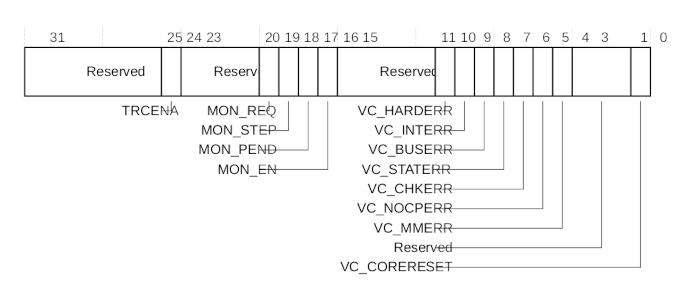 31 25 24 23 20 19 18 17 16 15 11 10 9 8 7 6 5 4 3 1 0
Reserved Reserv Reserved
TRCENA MON_REQ VC_HARDERR
MON_STEP VC_INTERR
MON_PEND VC_BUSERR
MON_EN VC_STATERR
VC_CHKERR
VC_NOCPERR
VC_MMERR
Reserved
VC_CORERESET